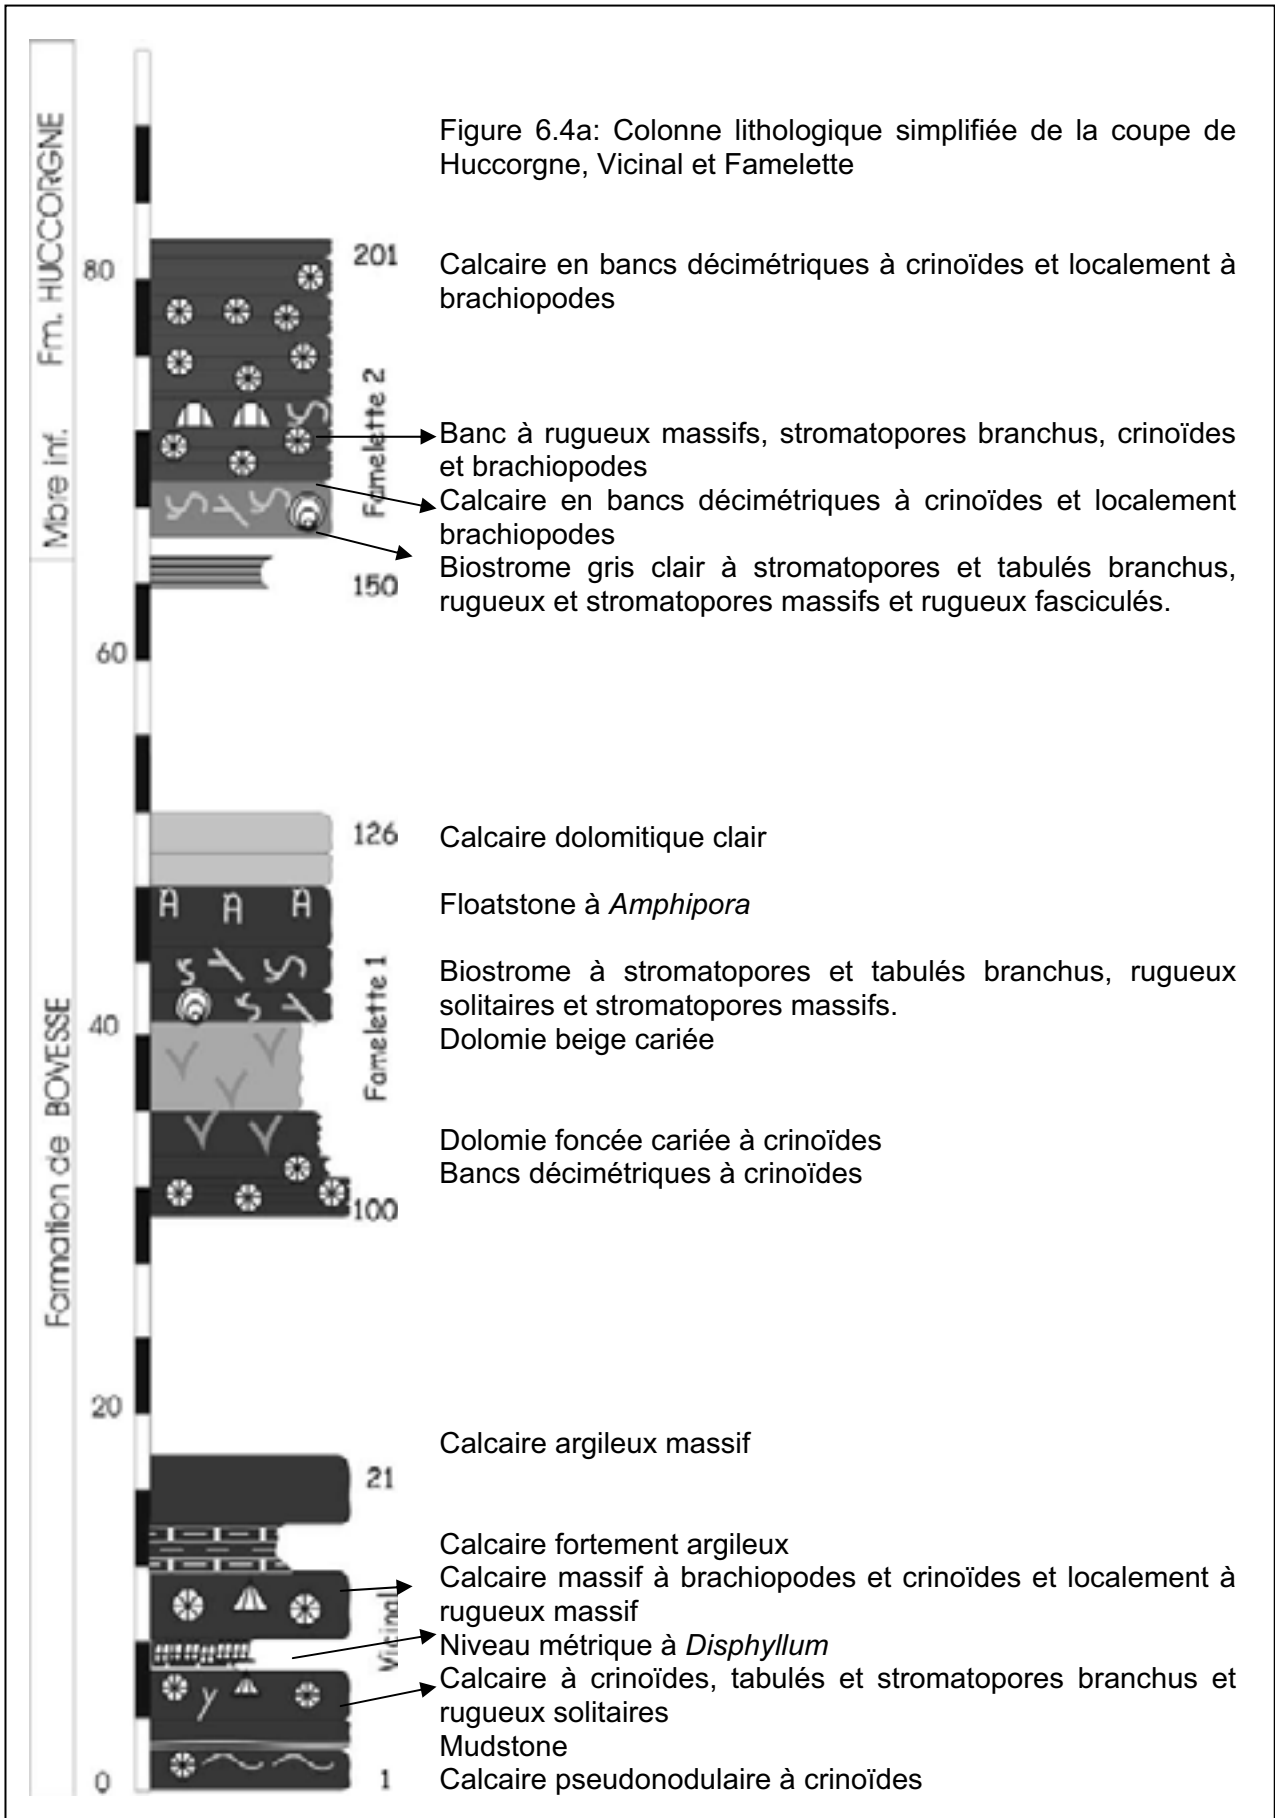 Figure 6.4a: Colonne lithologique simplifiée de la coupe de
Huccorgne, Vicinal et Famelette
Fm. HUCCORGNE
Mbre inf.
Formation de BOVESSE
80
60
40
20
0
201
Famelette 2
150
126
Famelette 1
100
21
Vicinal
1
Calcaire en bancs décimétriques à crinoïdes et localement à
brachiopodes
Banc à rugueux massifs, stromatopores branchus, crinoïdes
et brachiopodes
Calcaire en bancs décimétriques à crinoïdes et localement
brachiopodes
Biostrome gris clair à stromatopores et tabulés branchus,
rugueux et stromatopores massifs et rugueux fasciculés.
Calcaire dolomitique clair
Floatstone à Amphipora
Biostrome à stromatopores et tabulés branchus, rugueux
solitaires et stromatopores massifs.
Dolomie beige cariée
Dolomie foncée cariée à crinoïdes
Bancs décimétriques à crinoïdes
Calcaire argileux massif
Calcaire fortement argileux
Calcaire massif à brachiopodes et crinoïdes et localement à
rugueux massif
Niveau métrique à Disphyllum
Calcaire à crinoïdes, tabulés et stromatopores branchus et
rugueux solitaires
Mudstone
Calcaire pseudonodulaire à crinoïdes